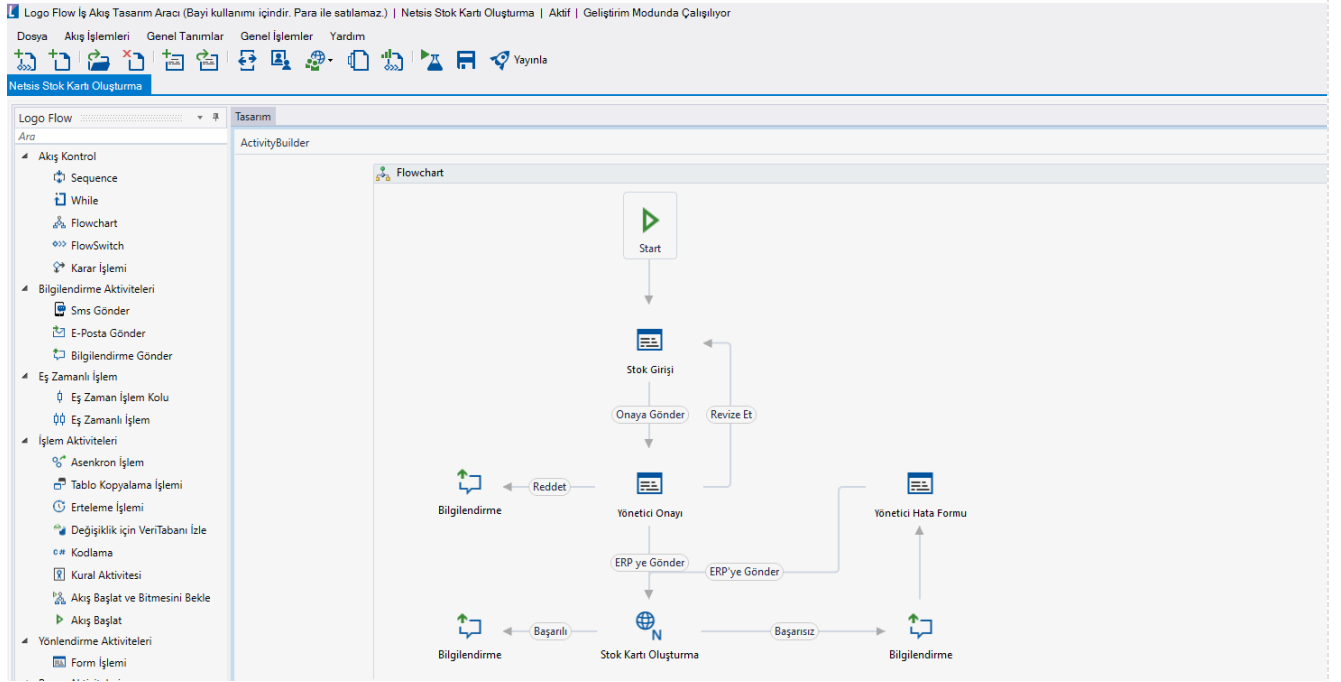 Logo Flow İş Akış Tasarım Aracı (Bayi kullanımı içindir. Para ile satılamaz.) | Netsis Stok Kartı Oluşturma | Aktif | Geliştirim Modunda Çalışılıyor
Dosya Akış İşlemleri Genel Tanımlar Genel İşlemler Yardım
Yayınla
Netsis Stok Kartı Oluşturma
Logo Flow
Ara
Akış Kontrol
Sequence
While
Flowchart
FlowSwitch
Karar İşlemi
Bilgilendirme Aktiviteleri
Sms Gönder
E-Posta Gönder
Bilgilendirme Gönder
Eş Zamanlı İşlem
Eş Zaman İşlem Kolu
Eş Zamanlı İşlem
İşlem Aktiviteleri
Asenkron İşlem
Tablo Kopyalama İşlemi
Erteleme İşlemi
Değişiklik için VeriTabanı İzle
C# Kodlama
Kural Aktivitesi
Akış Başlat ve Bitmesini Bekle
Akış Başlat
Yönlendirme Aktiviteleri
Form İşlemi
Tasarım
ActivityBuilder
Flowchart
Start
Stok Girişi
Onaya Gönder Revize Et
Reddet
Bilgilendirme Yönetici Onayı Yönetici Hata Formu
ERP ye Gönder ERP'ye Gönder
Başarılı N Başarısız
Bilgilendirme Stok Kartı Oluşturma Bilgilendirme